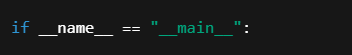 if __name__ == "__main__":